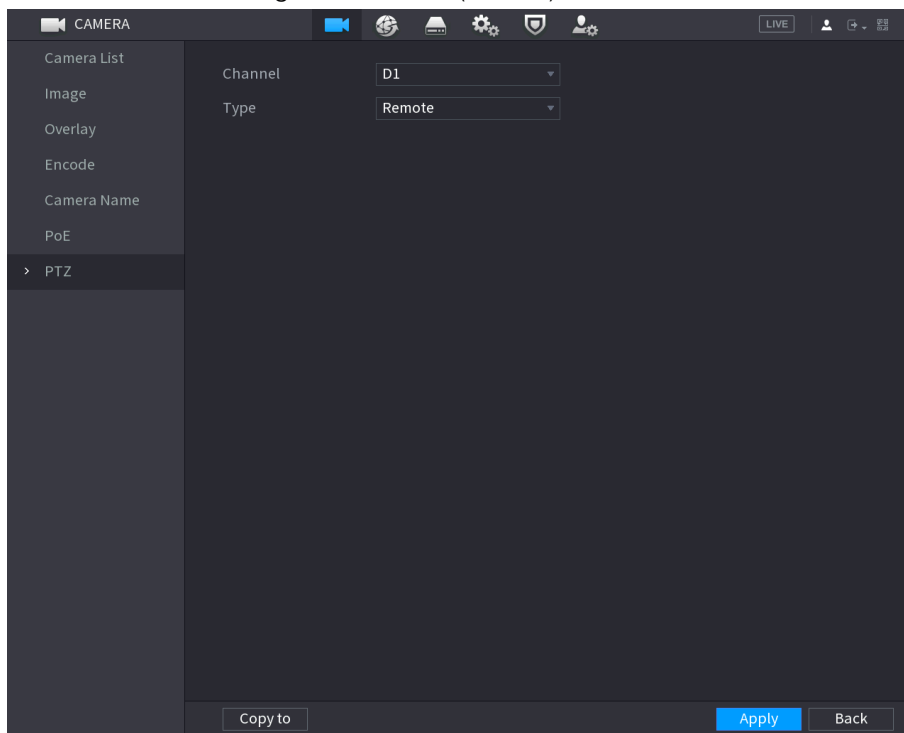 CAMERA
LIVE
Camera List
Image
Overlay
Encode
Camera Name
PoE
> PTZ
Channel D1
Type Remote
Copy to
Apply
Back